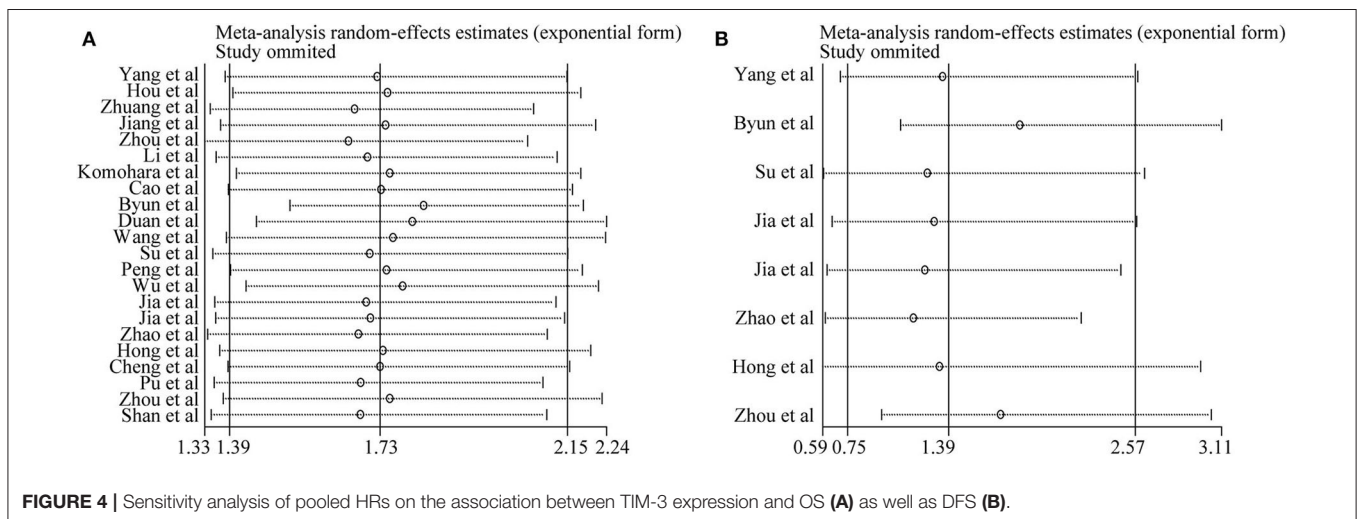 A
Meta-analysis random-effects estimates (exponential form)
Study ommited
Yang et al
Hou et al
Zhuang et al
Jiang et al
Zhou et al
Li et al
Komohara et al
Cao et al
Byun et al
Duan et al
Wang et al
Su et al
Peng et al
Wu et al
Jia et al
Jia et al
Zhao et al
Hong et al
Cheng et al
Pu et al
Zhou et al
Shan et al
1.33 1.39 1.73 2.15 2.24
B
Meta-analysis random-effects estimates (exponential form)
Study ommited
Yang et al
Byun et al
Su et al
Jia et al
Jia et al
Zhao et al
Hong et al
Zhou et al
0.59 0.75 1.39 2.57 3.11
FIGURE 4 | Sensitivity analysis of pooled HRs on the association between TIM-3 expression and OS (A) as well as DFS (B).